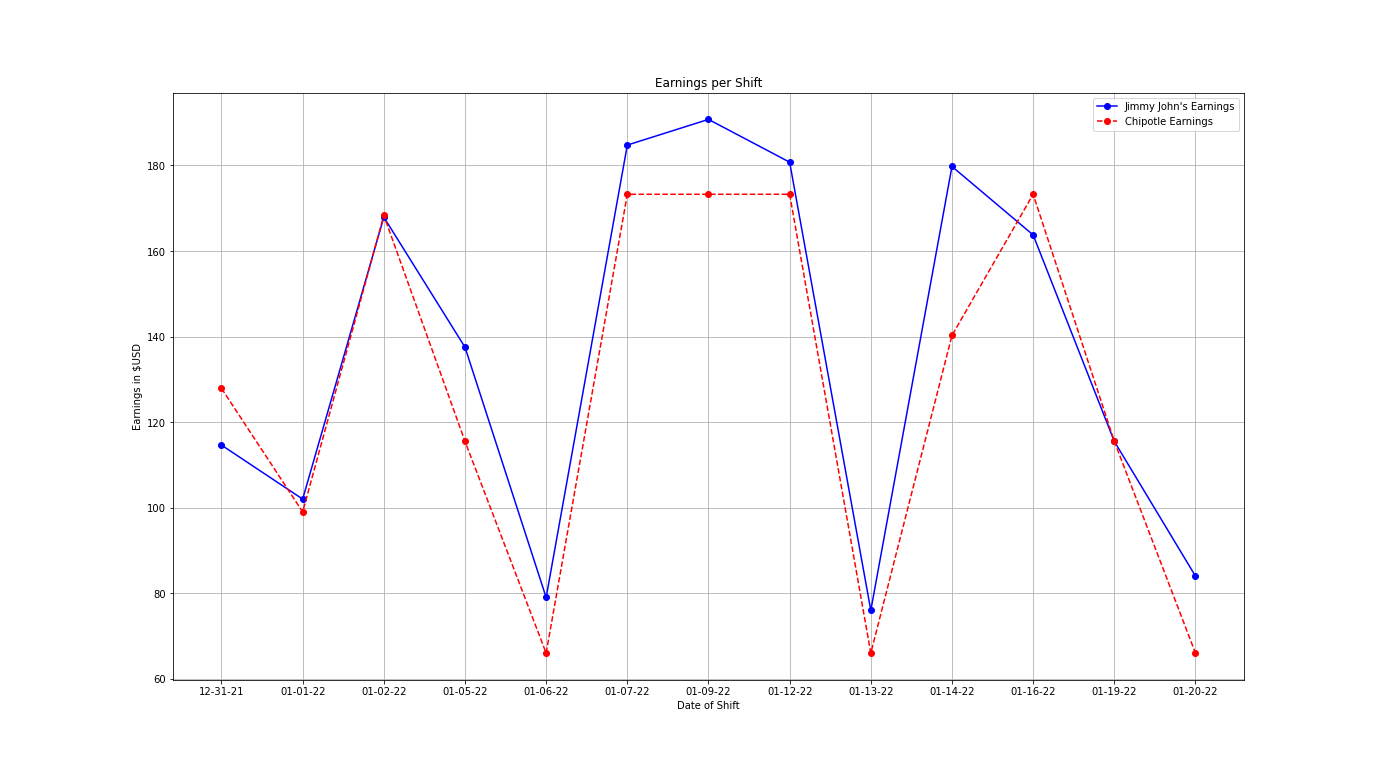 Earnings per Shift
Jimmy John's Earnings
Chipotle Earnings
Earnings in $USD
180
160
140
120
100
80
60
12-31-21 01-01-22 01-02-22 01-05-22 01-06-22 01-07-22 01-09-22 01-12-22 01-13-22 01-14-22 01-16-22 01-19-22 01-20-22
Date of Shift